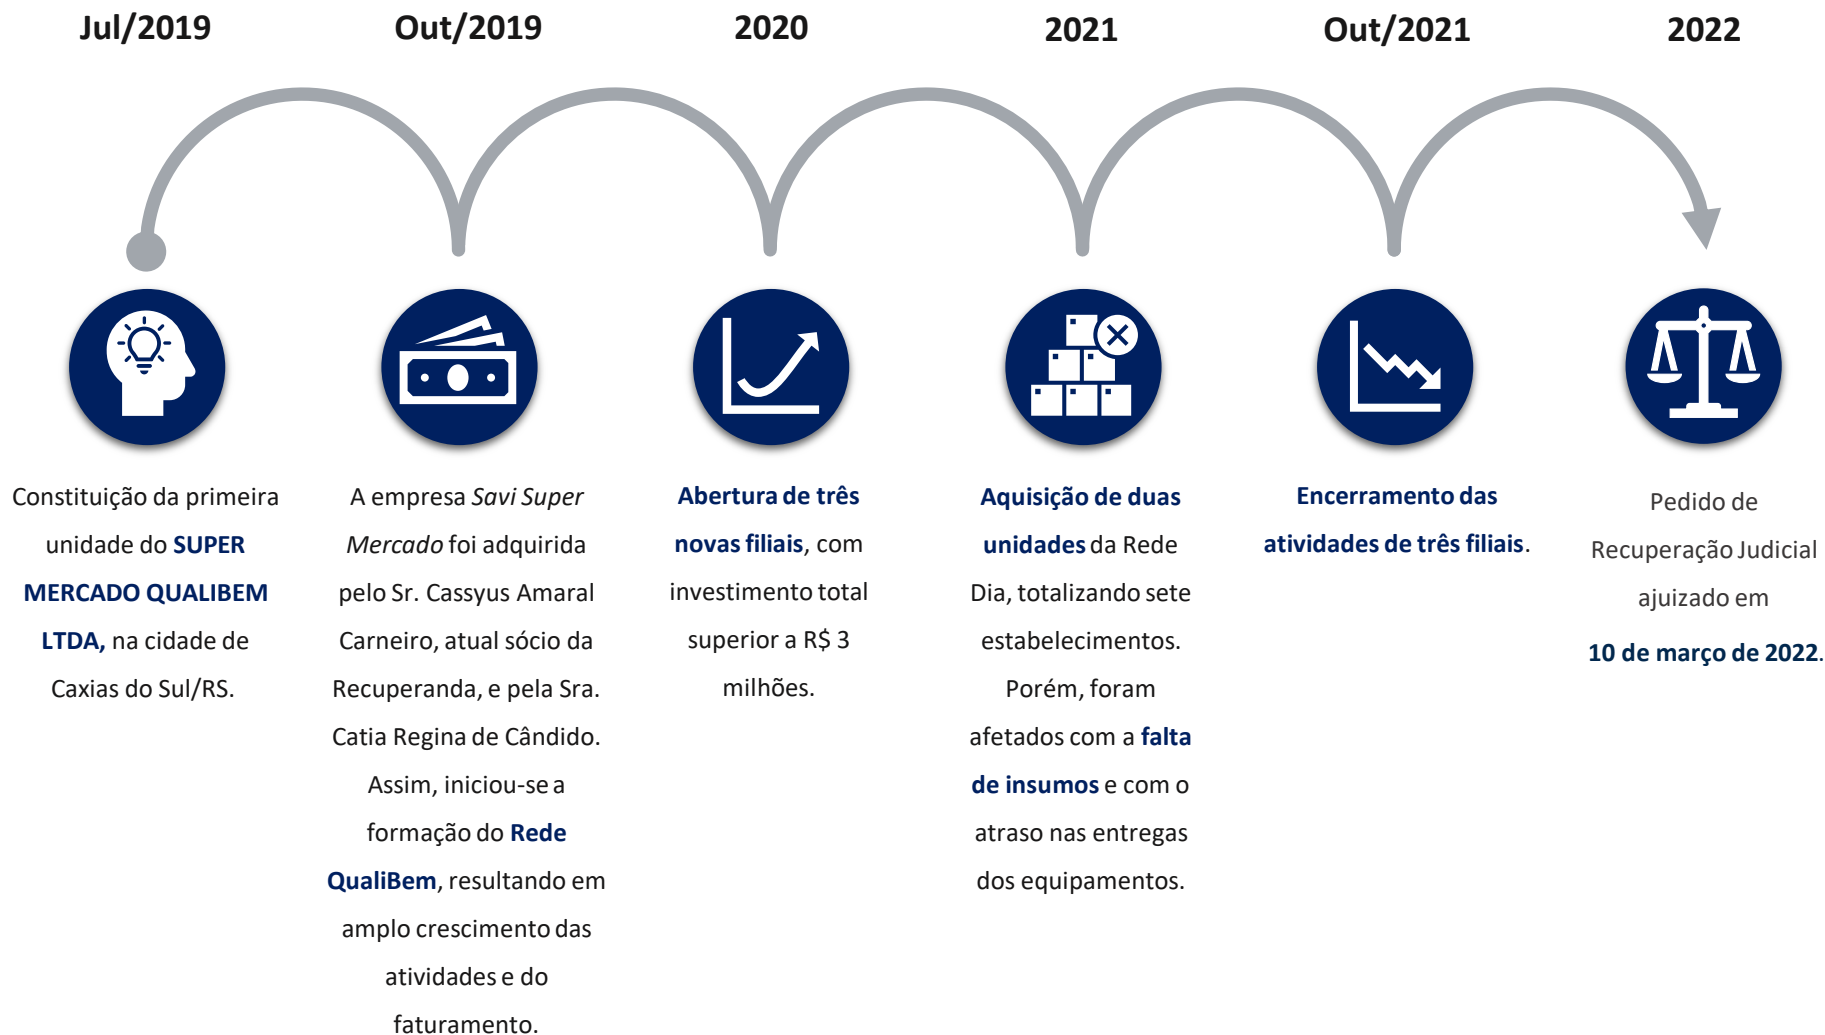 Jul/2019
Constituição da primeira
unidade do SUPER
MERCADO QUALIBEM
LTDA, na cidade de
Caxias do Sul/RS.
Out/2019
A empresa Savi Super
Mercado foi adquirida
pelo Sr. Cassyus Amaral
Carneiro, atual sócio da
Recuperanda, e pela Sra.
Catia Regina de Cândido.
Assim, iniciou-se a
formação do Rede
QualiBem, resultando em
amplo crescimento das
atividades e do
faturamento.
2020
Abertura de três
novas filiais, com
investimento total
superior a R$ 3
milhões.
2021
Aquisição de duas
unidades da Rede
Dia, totalizando sete
estabelecimentos.
Porém, foram
afetados com a falta
de insumos e com o
atraso nas entregas
dos equipamentos.
Out/2021
Encerramento das
atividades de três filiais.
2022
Pedido de
Recuperação Judicial
ajuizado em
10 de março de 2022.